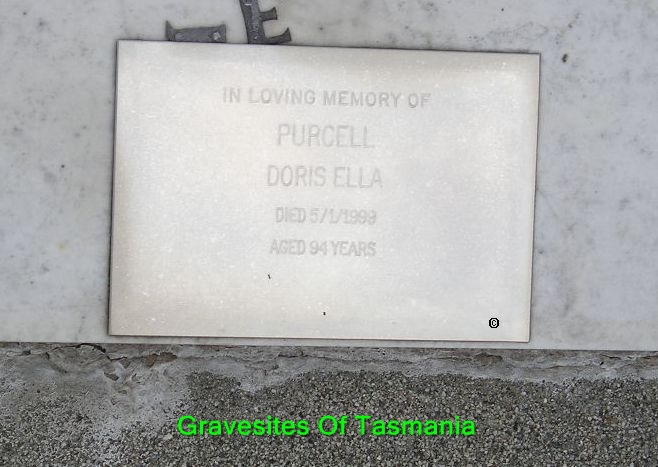 E
IN LOVING MEMORY OF
PURCELL
DORIS ELLA
DIED 5/1/1999
AGED 94 YEARS
©
Gravesites Of Tasmania